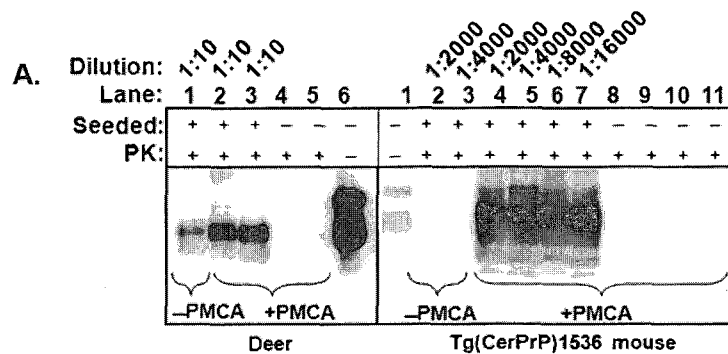 A.
Dilution: 1:10 1:10 1:10 1:2000 1:4000 1:2000 1:4000 1:8000 1:16000
Lane: 1 2 3 4 5 6 1 2 3 4 5 6 7 8 9 10 11
Seeded: + + + – – – – + + + + + + – – – –
PK: + + + + + – – + + + + + + + + + +
–PMCA +PMCA –PMCA +PMCA
Deer Tg(CerPrP)1536 mouse